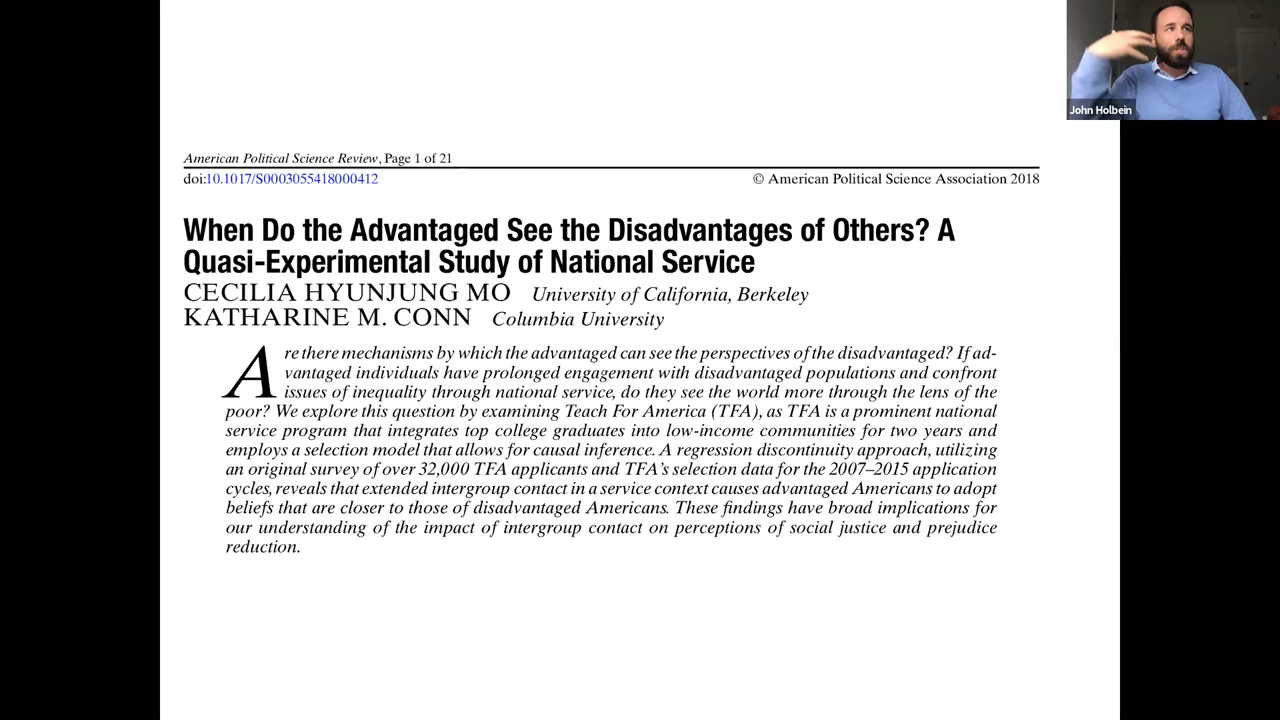 John Holbein
American Political Science Review, Page 1 of 21
doi:10.1017/S0003055418000412
© American Political Science Association 2018
When Do the Advantaged See the Disadvantages of Others? A
Quasi-Experimental Study of National Service
CECILIA HYUNJUNG MO University of California, Berkeley
KATHARINE M. CONN Columbia University
Are there mechanisms by which the advantaged can see the perspectives of the disadvantaged? If ad-
vantaged individuals have prolonged engagement with disadvantaged populations and confront
issues of inequality through national service, do they see the world more through the lens of the
poor? We explore this question by examining Teach For America (TFA), as TFA is a prominent national
service program that integrates top college graduates into low-income communities for two years and
employs a selection model that allows for causal inference. A regression discontinuity approach, utilizing
an original survey of over 32,000 TFA applicants and TFA's selection data for the 2007–2015 application
cycles, reveals that extended intergroup contact in a service context causes advantaged Americans to adopt
beliefs that are closer to those of disadvantaged Americans. These findings have broad implications for
our understanding of the impact of intergroup contact on perceptions of social justice and prejudice
reduction.